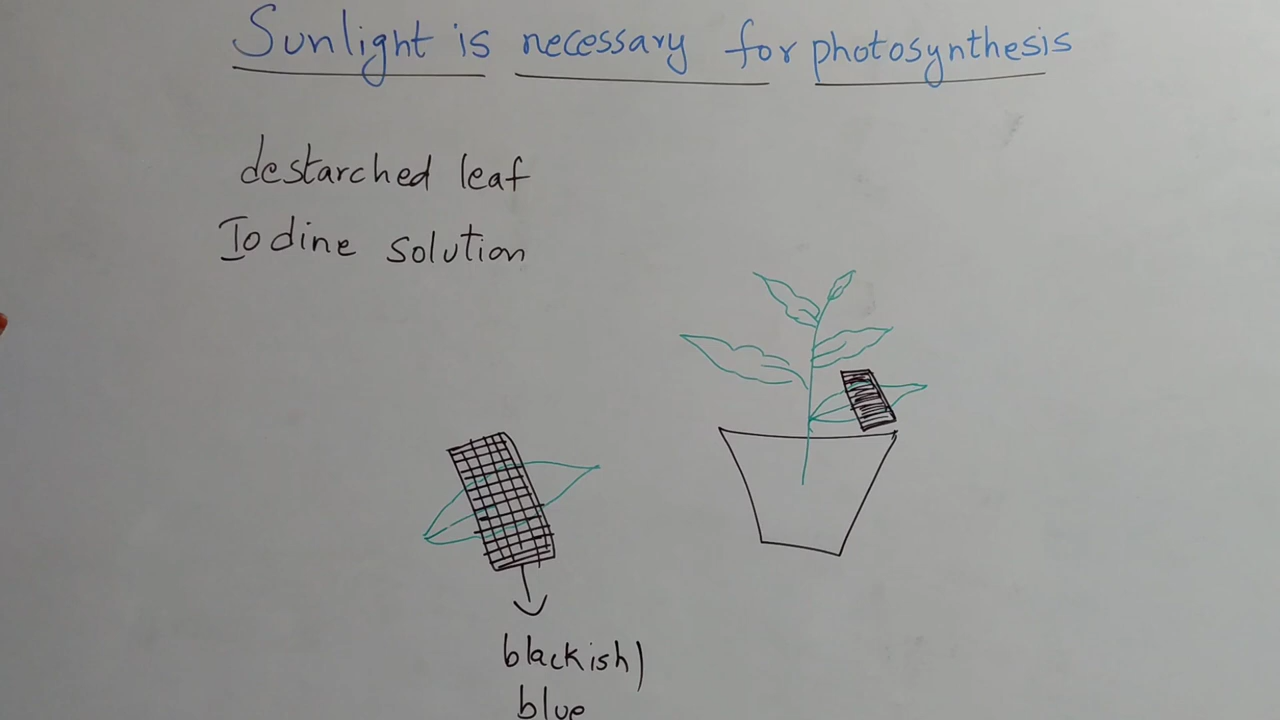 Sunlight is necessary for photosynthesis
destarched leaf
Iodine solution
blackish)
blue